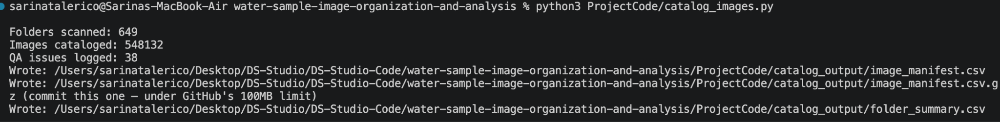 sarinatalerico@Sarinas-MacBook-Air water-sample-image-organization-and-analysis % python3 ProjectCode/catalog_images.py
Folders scanned: 649
Images cataloged: 548132
QA issues logged: 38
Wrote: /Users/sarinatalerico/Desktop/DS-Studio/DS-Studio-Code/water-sample-image-organization-and-analysis/ProjectCode/catalog_output/image_manifest.csv
Wrote: /Users/sarinatalerico/Desktop/DS-Studio/DS-Studio-Code/water-sample-image-organization-and-analysis/ProjectCode/catalog_output/image_manifest.csv.g
z (commit this one — under GitHub's 100MB limit)
Wrote: /Users/sarinatalerico/Desktop/DS-Studio/DS-Studio-Code/water-sample-image-organization-and-analysis/ProjectCode/catalog_output/folder_summary.csv